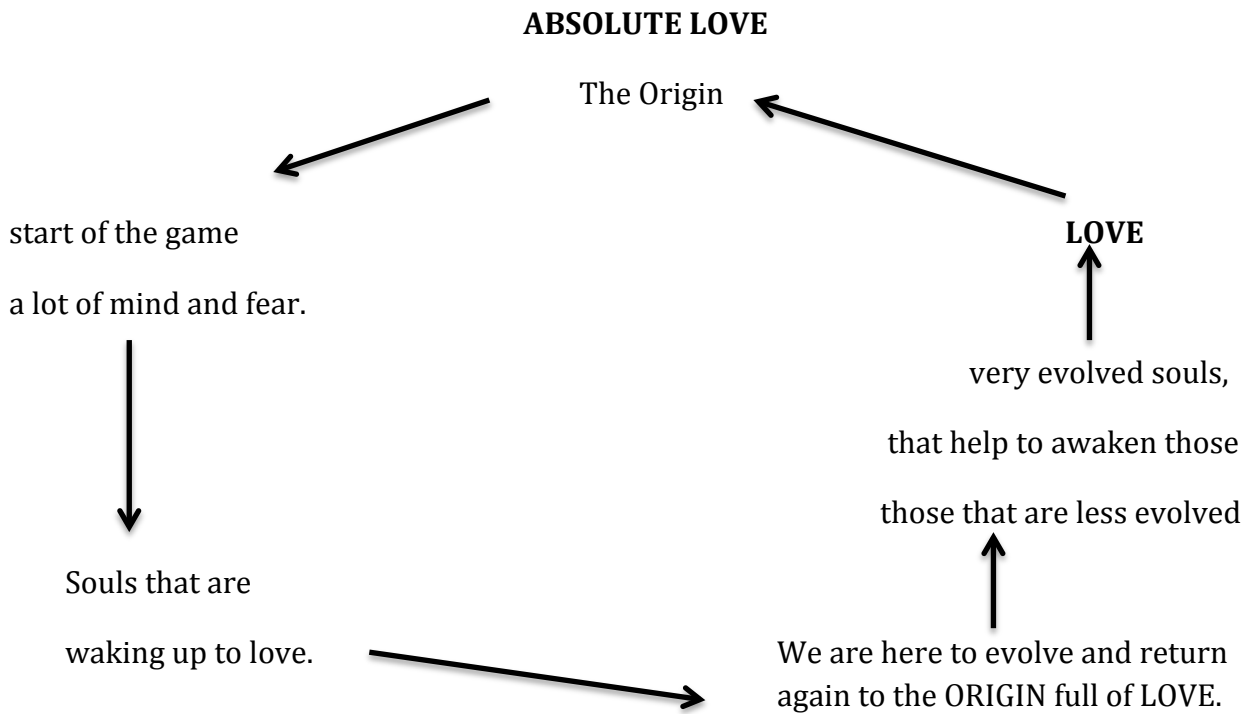 ABSOLUTE LOVE
The Origin
start of the game
a lot of mind and fear.
Souls that are
waking up to love.
We are here to evolve and return
again to the ORIGIN full of LOVE.
very evolved souls,
that help to awaken those
those that are less evolved
LOVE